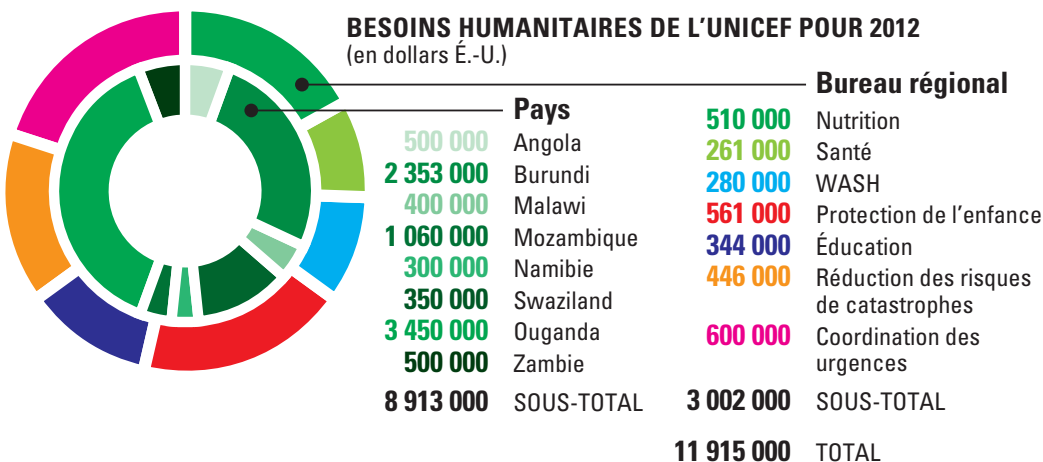 BESOINS HUMANITAIRES DE L'UNICEF POUR 2012
(en dollars É.-U.)
Pays
500 000 Angola
2 353 000 Burundi
400 000 Malawi
1 060 000 Mozambique
300 000 Namibie
350 000 Swaziland
3 450 000 Ouganda
500 000 Zambie
8 913 000 SOUS-TOTAL
Bureau régional
510 000 Nutrition
261 000 Santé
280 000 WASH
561 000 Protection de l'enfance
344 000 Éducation
446 000 Réduction des risques
de catastrophes
600 000 Coordination des
urgences
3 002 000 SOUS-TOTAL
11 915 000 TOTAL